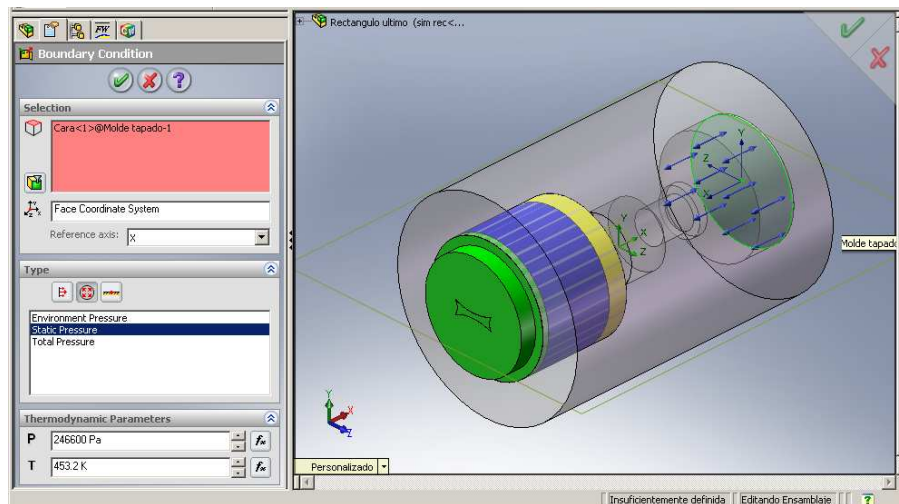 Boundary Condition
Selection
Cara<1>@Molde tapado-1
Face Coordinate System
Reference axis: X
Type
Environment Pressure
Static Pressure
Total Pressure
Thermodynamic Parameters
P 246600 Pa
T 453.2 K
Rectangulo ultimo (sim rec<...
Y
Z
X
Y
X
Z
Molde tapado
Y
X
Z
Personalizado
Insuficientemente definida
Editando Ensamblaje